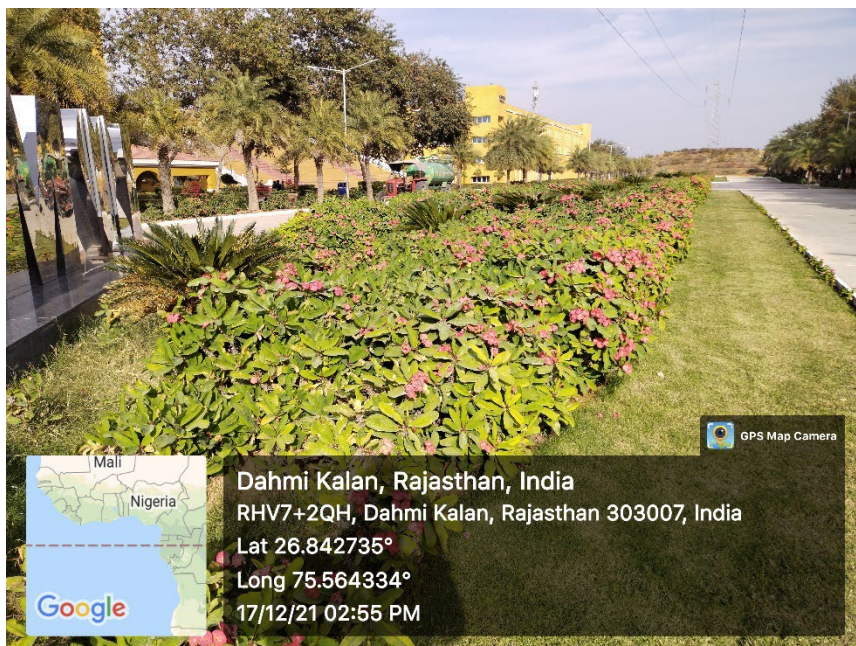 GPS Map Camera
Mali
Nigeria
Google
Dahmi Kalan, Rajasthan, India
RHV7+2QH, Dahmi Kalan, Rajasthan 303007, India
Lat 26.842735°
Long 75.564334°
17/12/21 02:55 PM